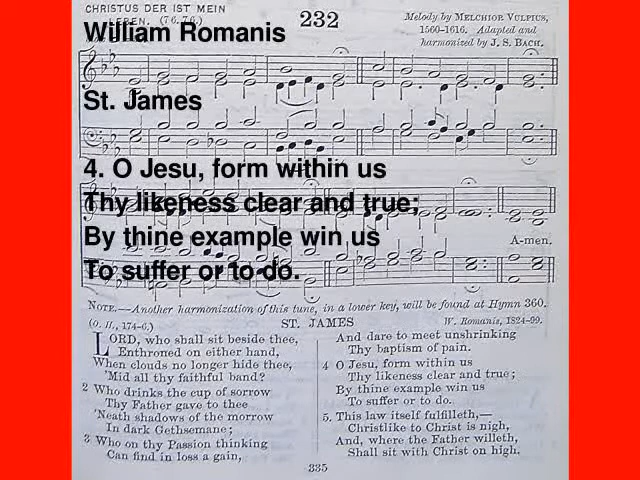 CHRISTUS DER IST MEIN
LEBEN. (76.76.)
232
Melody by MELCHIOR VULPIUS,
1560-1616. Adapted and
harmonized by J. S. BACH.
William Romanis
St. James
4. O Jesu, form within us
Thy likeness clear and true;
By thine example win us
To suffer or to do.
A-men.
NOTE.—Another harmonization of this tune, in a lower key, will be found at Hymn 360.
(O. H., 174-6.)
ST. JAMES
W. Romanis, 1824-99.
LORD, who shall sit beside thee,
Enthroned on either hand,
When clouds no longer hide thee,
'Mid all thy faithful band?
2 Who drinks the cup of sorrow
Thy Father gave to thee
'Neath shadows of the morrow
In dark Gethsemane;
3 Who on thy Passion thinking
Can find in loss a gain,
And dare to meet unshrinking
Thy baptism of pain.
4 O Jesu, form within us
Thy likeness clear and true;
By thine example win us
To suffer or to do.
5. This law itself fulfilleth,—
Christlike to Christ is nigh,
And, where the Father willeth,
Shall sit with Christ on high.
335